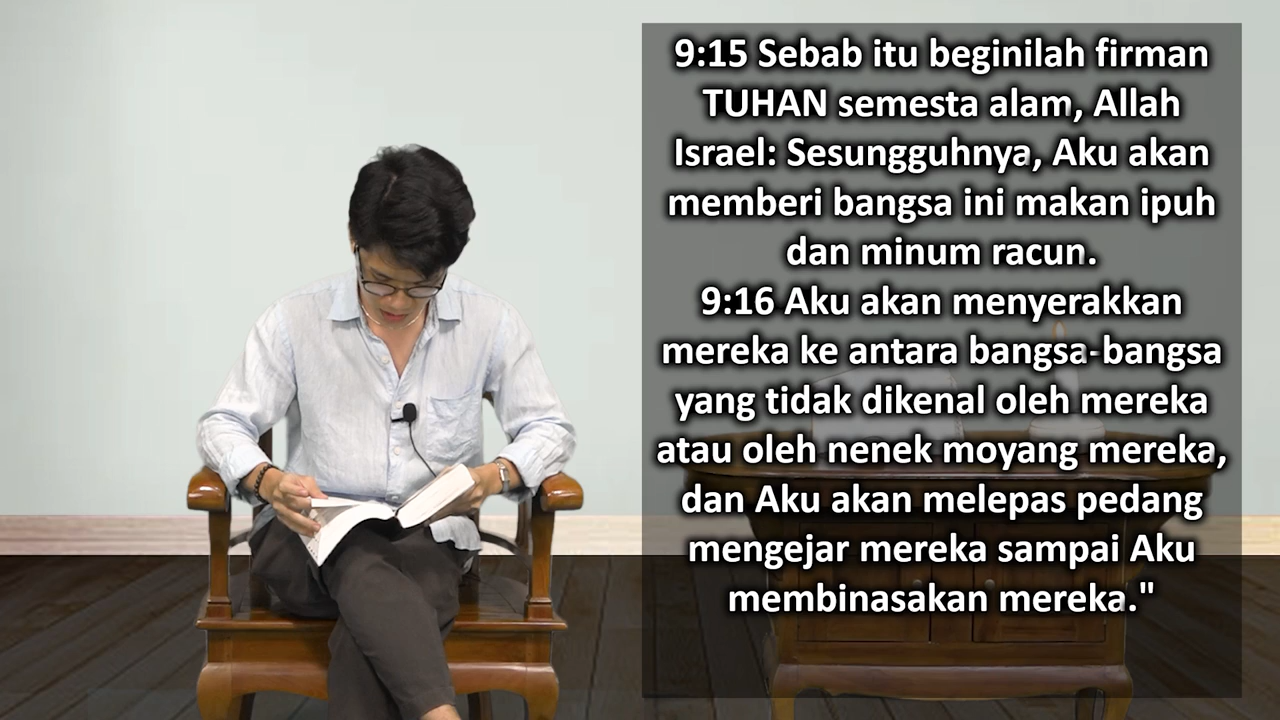 9:15 Sebab itu beginilah firman
TUHAN semesta alam, Allah
Israel: Sesungguhnya, Aku akan
memberi bangsa ini makan ipuh
dan minum racun.
9:16 Aku akan menyerakkan
mereka ke antara bangsa-bangsa
yang tidak dikenal oleh mereka
atau oleh nenek moyang mereka,
dan Aku akan melepas pedang
mengejar mereka sampai Aku
membinasakan mereka."